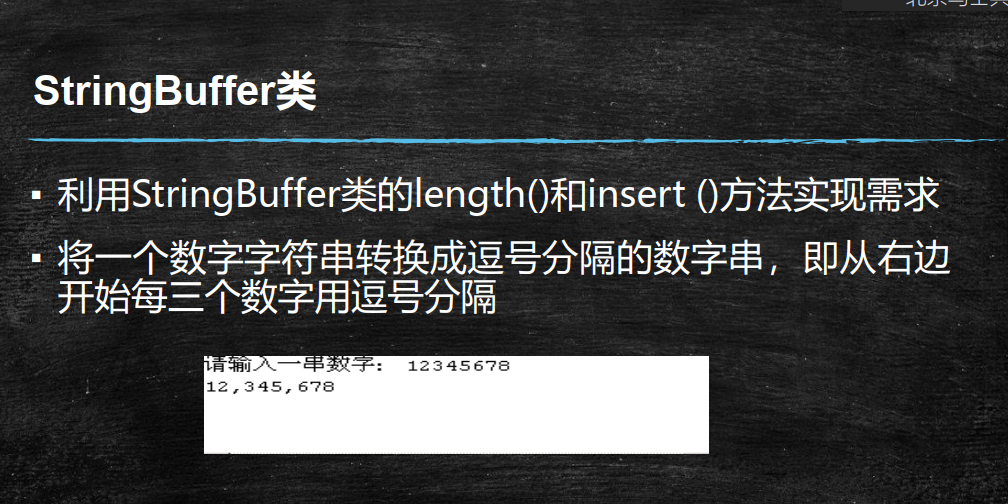 StringBuffer类
▪ 利用StringBuffer类的length()和insert ()方法实现需求
▪ 将一个数字字符串转换成逗号分隔的数字串，即从右边
开始每三个数字用逗号分隔
请输入一串数字： 12345678
12,345,678